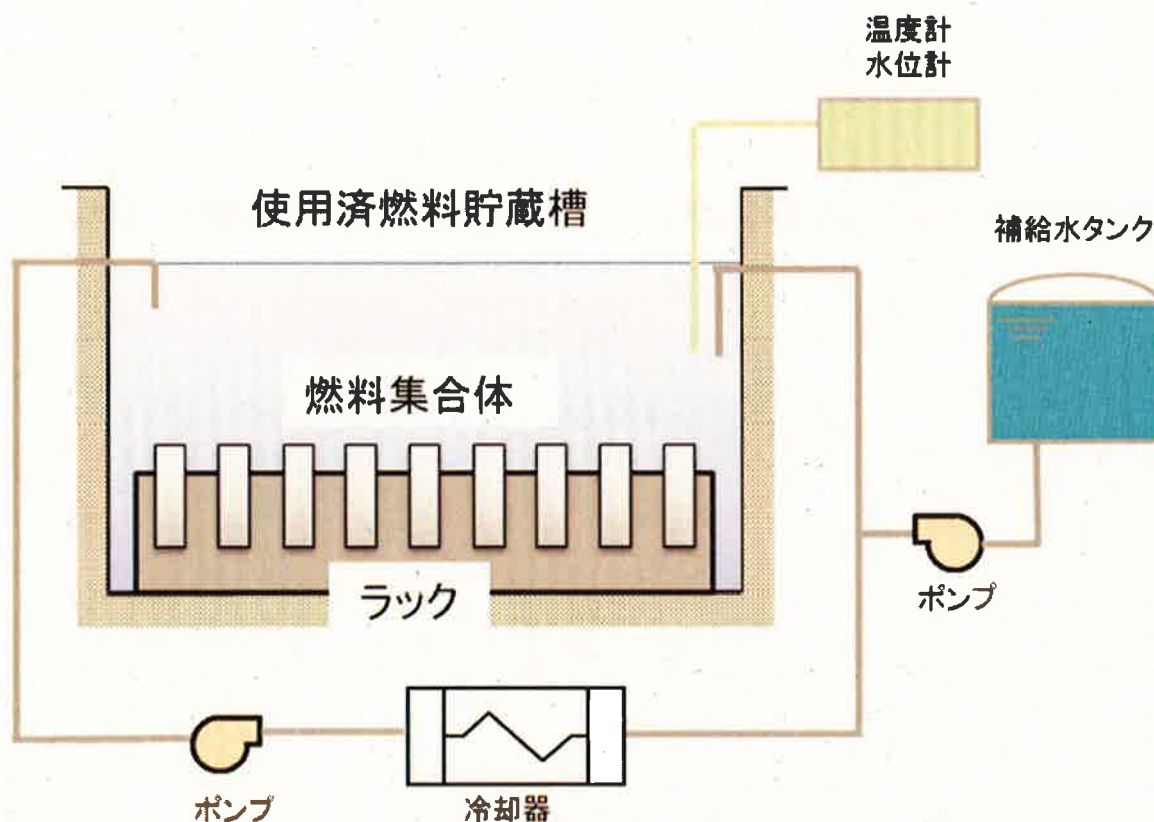 温度計
水位計
使用済燃料貯蔵槽
補給水タンク
燃料集合体
ラック
ポンプ
ポンプ
冷却器